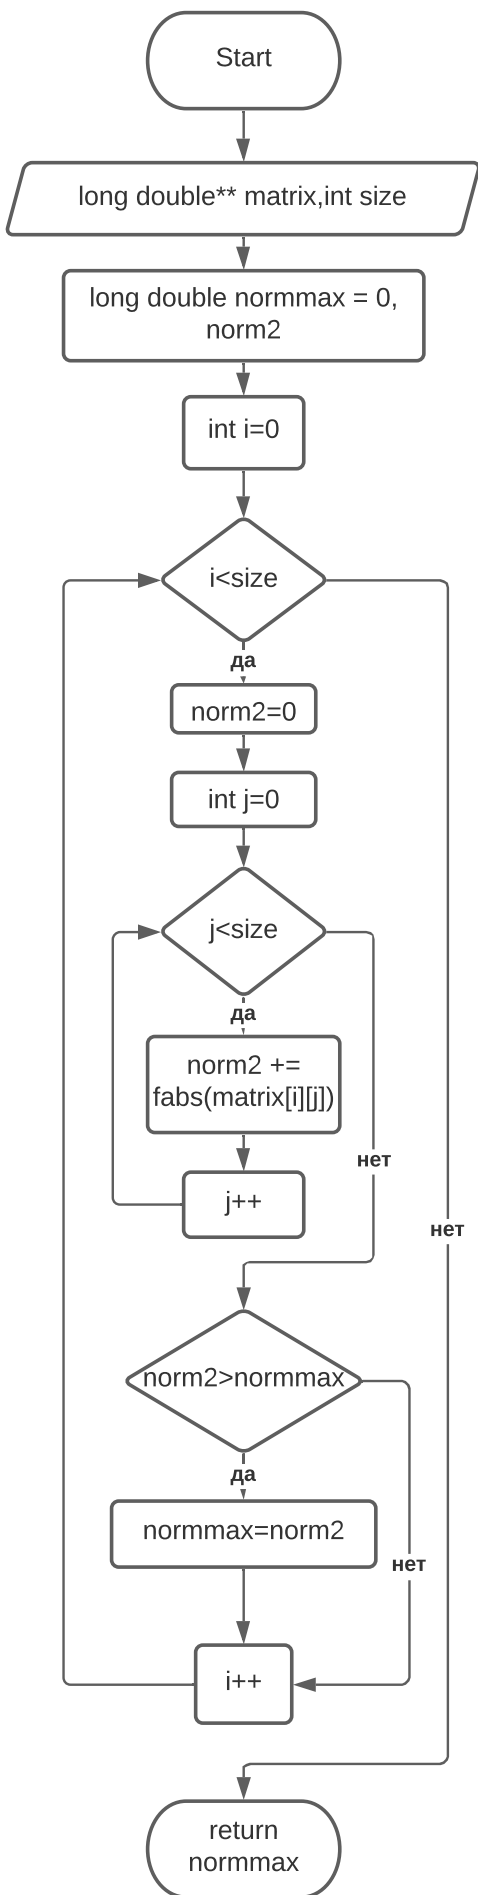 Start
long double** matrix,int size
long double normmax = 0,
norm2
int i=0
i<size
да
norm2=0
int j=0
j<size
да
norm2 +=
fabs(matrix[i][j])
нет
j++
нет
norm2>normmax
да
normmax=norm2
нет
i++
return
normmax